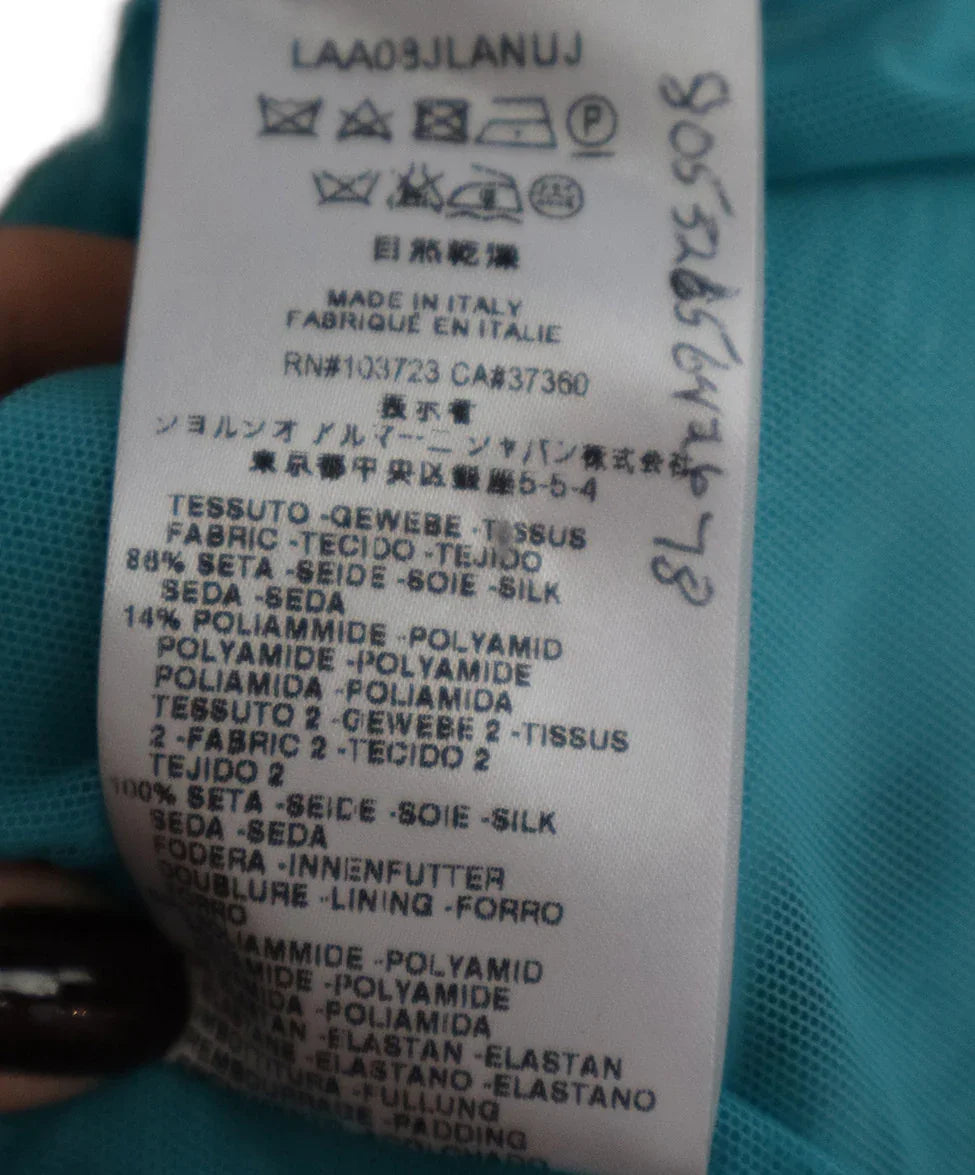 LAA09JLANUJ
P
自然乾燥
MADE IN ITALY
FABRIQUÉ EN ITALIE
RN#103723 CA#37360
表示者
ジョルジオ アルマーニ ジャパン株式会社
東京都中央区銀座5-5-4
TESSUTO -GEWEBE -TISSUS
FABRIC -TECIDO -TEJIDO
86% SETA -SEIDE -SOIE -SILK
SEDA -SEDA
14% POLIAMMIDE -POLYAMID
POLYAMIDE -POLYAMIDE
POLIAMIDA -POLIAMIDA
TESSUTO 2 -GEWEBE 2 -TISSUS
2 -FABRIC 2 -TECIDO 2
TEJIDO 2
100% SETA -SEIDE -SOIE -SILK
SEDA -SEDA
FODERA -INNENFUTTER
DOUBLURE -LINING -FORRO
FORRO
-POLYAMID
-POLYAMIDE
-POLIAMIDA
-ELASTAN -ELASTAN
-ELASTANO -ELASTANO
-FULLUNG
-PADDING